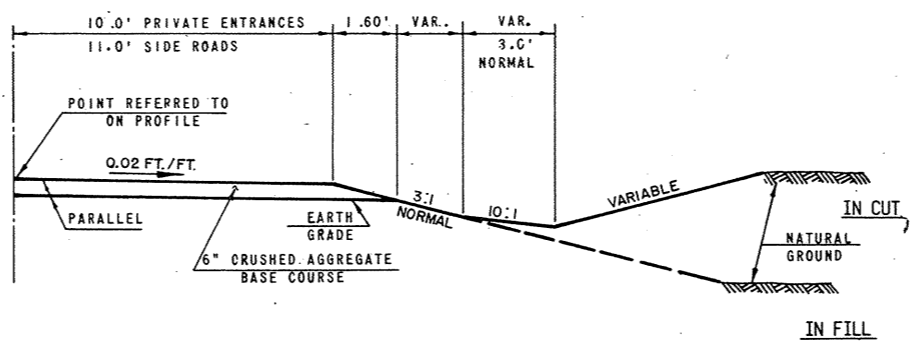 10.0' PRIVATE ENTRANCES
11.0' SIDE ROADS
1.60'
VAR.
VAR.
3.0'
NORMAL
POINT REFERRED TO
ON PROFILE
0.02 FT./FT.
PARALLEL
EARTH
GRADE
6" CRUSHED AGGREGATE
BASE COURSE
3:1
NORMAL
10:1
VARIABLE
IN CUT
NATURAL
GROUND
IN FILL